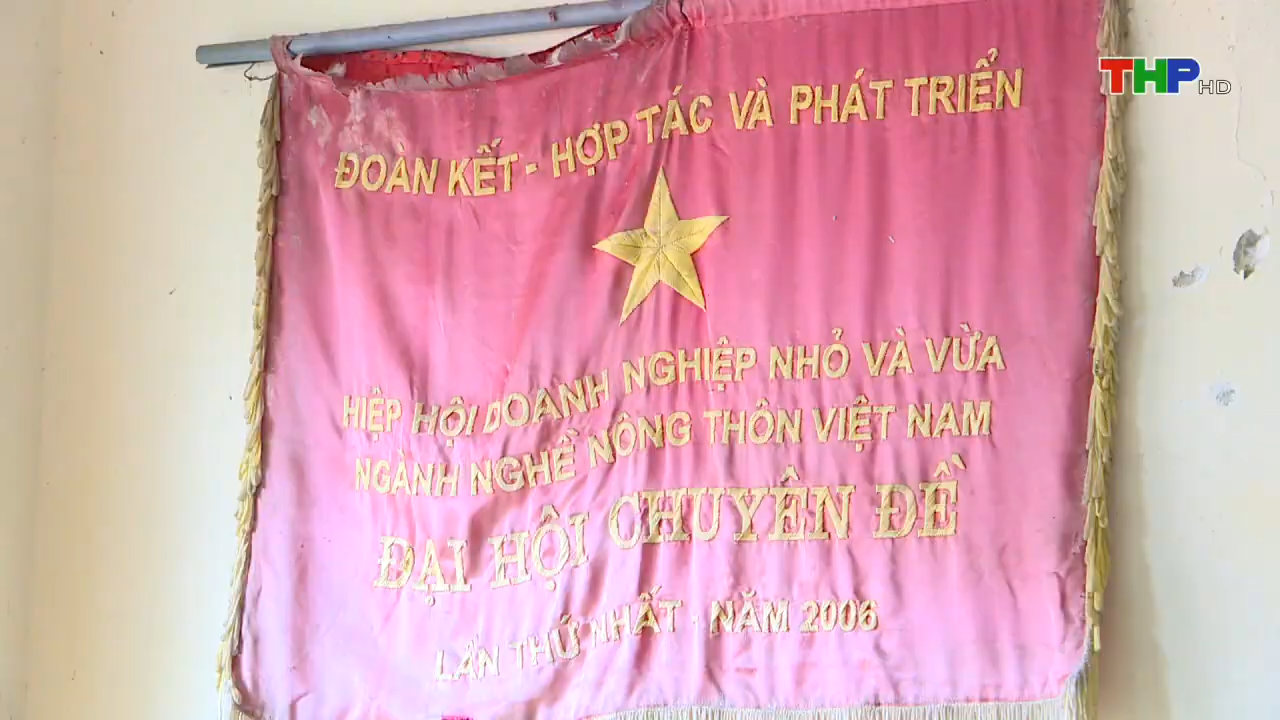 THP HD
ĐOÀN KẾT - HỢP TÁC VÀ PHÁT TRIỂN
HIỆP HỘI DOANH NGHIỆP NHỎ VÀ VỪA
NGÀNH NGHỀ NÔNG THÔN VIỆT NAM
ĐẠI HỘI CHUYÊN ĐỀ
LẦN THỨ NHẤT - NĂM 2006